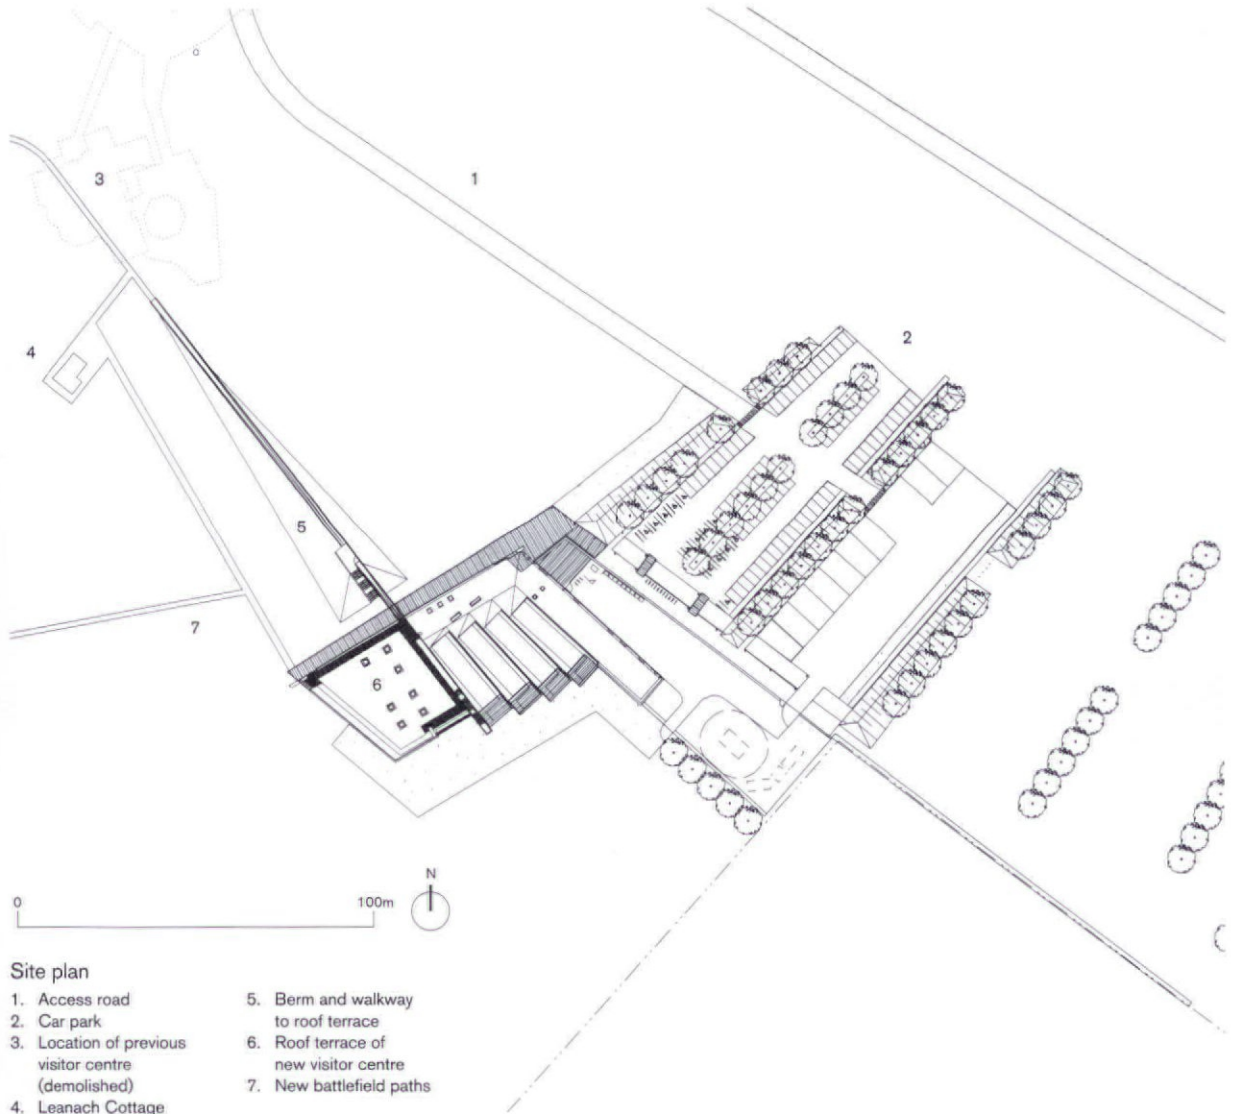 1
3
2
4
5
7
6
N
0 100m
Site plan
1. Access road
2. Car park
3. Location of previous
visitor centre
(demolished)
4. Leanach Cottage
5. Berm and walkway
to roof terrace
6. Roof terrace of
new visitor centre
7. New battlefield paths